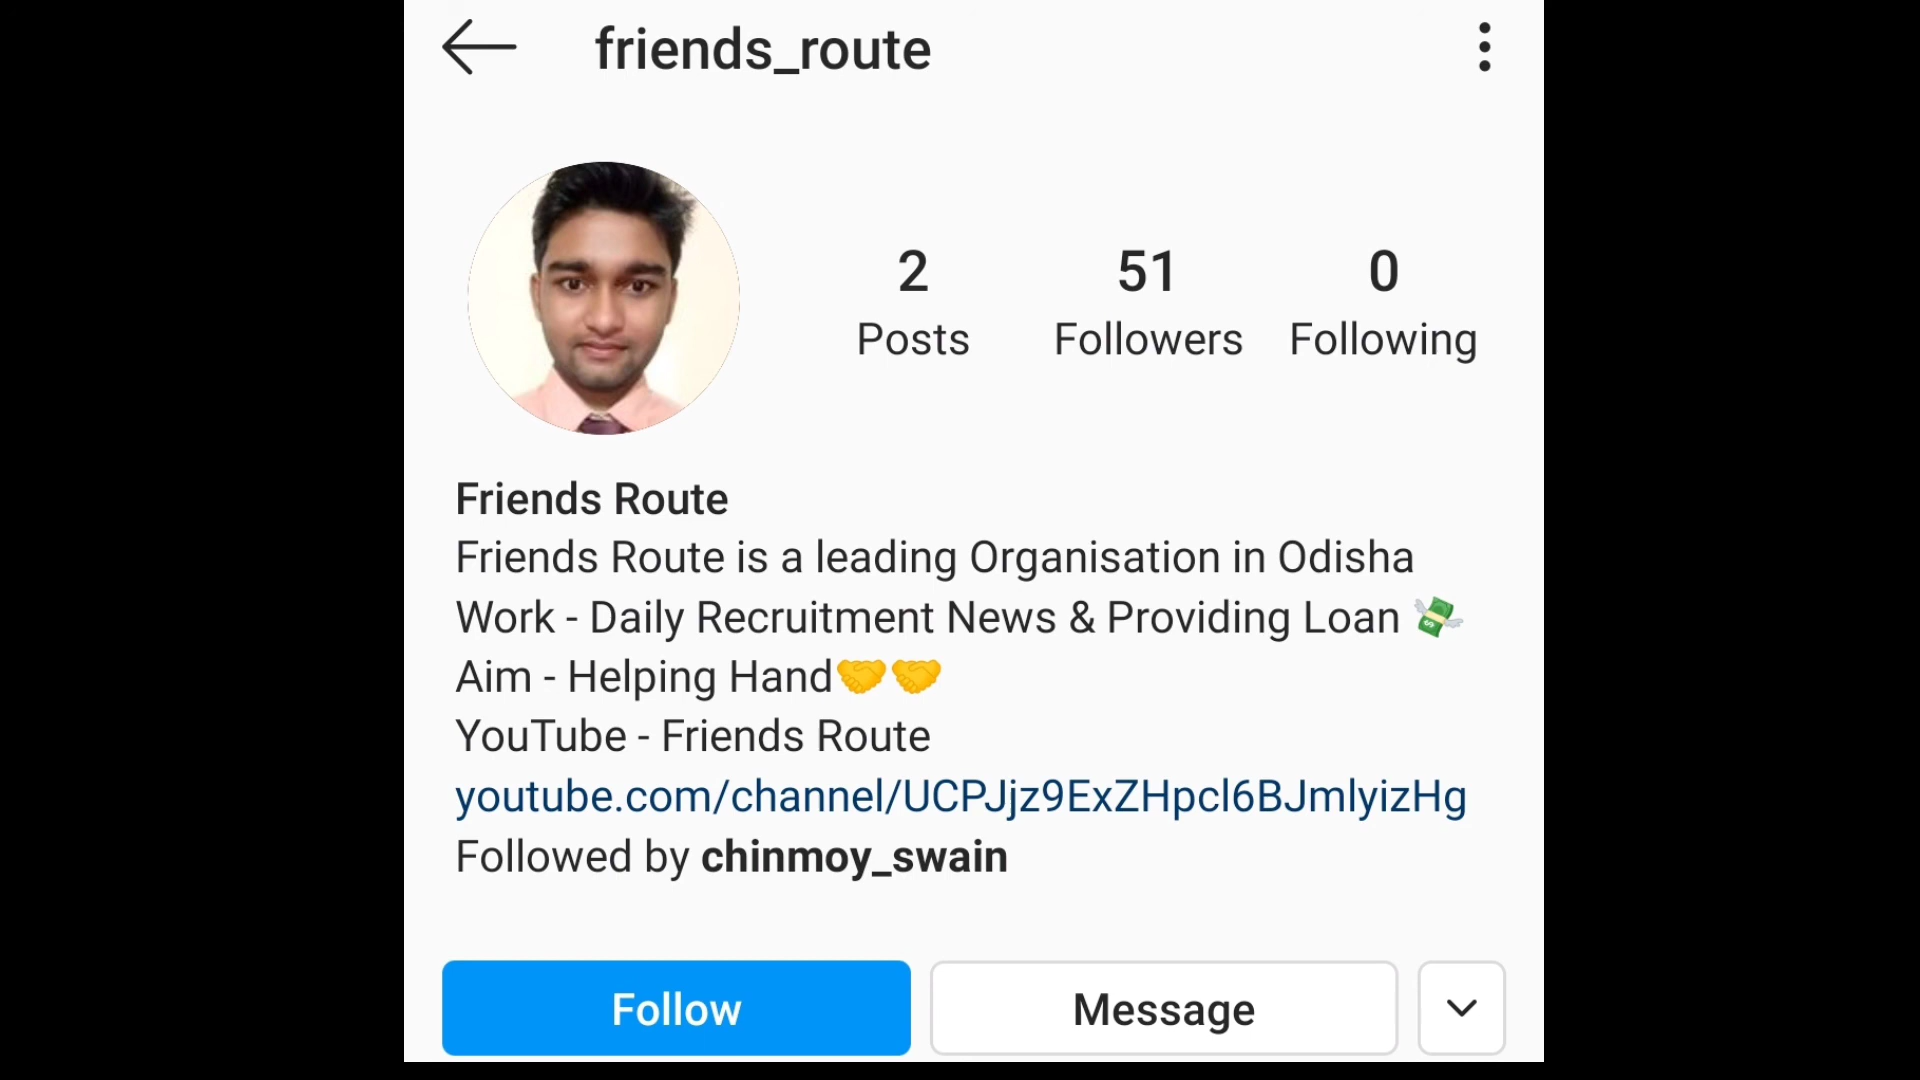 friends_route
2 51 0
Posts Followers Following
Friends Route
Friends Route is a leading Organisation in Odisha
Work - Daily Recruitment News & Providing Loan 💸
Aim - Helping Hand🤝🤝
YouTube - Friends Route
youtube.com/channel/UCPJjz9ExZHpcl6BJmlyizHg
Followed by chinmoy_swain
Follow Message